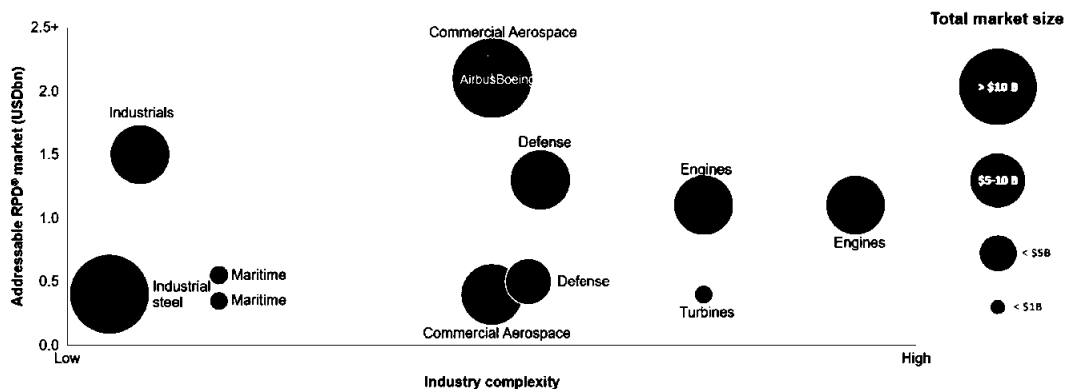 Total market size
Addressable RPD® market (USDbn)
2.5+
2.0
1.5
1.0
0.5
0.0
Commercial Aerospace
AirbusBoeing
Industrials
Defense
Engines
Engines
Industrial
steel
Maritime
Maritime
Defense
Commercial Aerospace
Turbines
Low
High
Industry complexity
> $10 B
$5-10 B
< $5B
< $1B